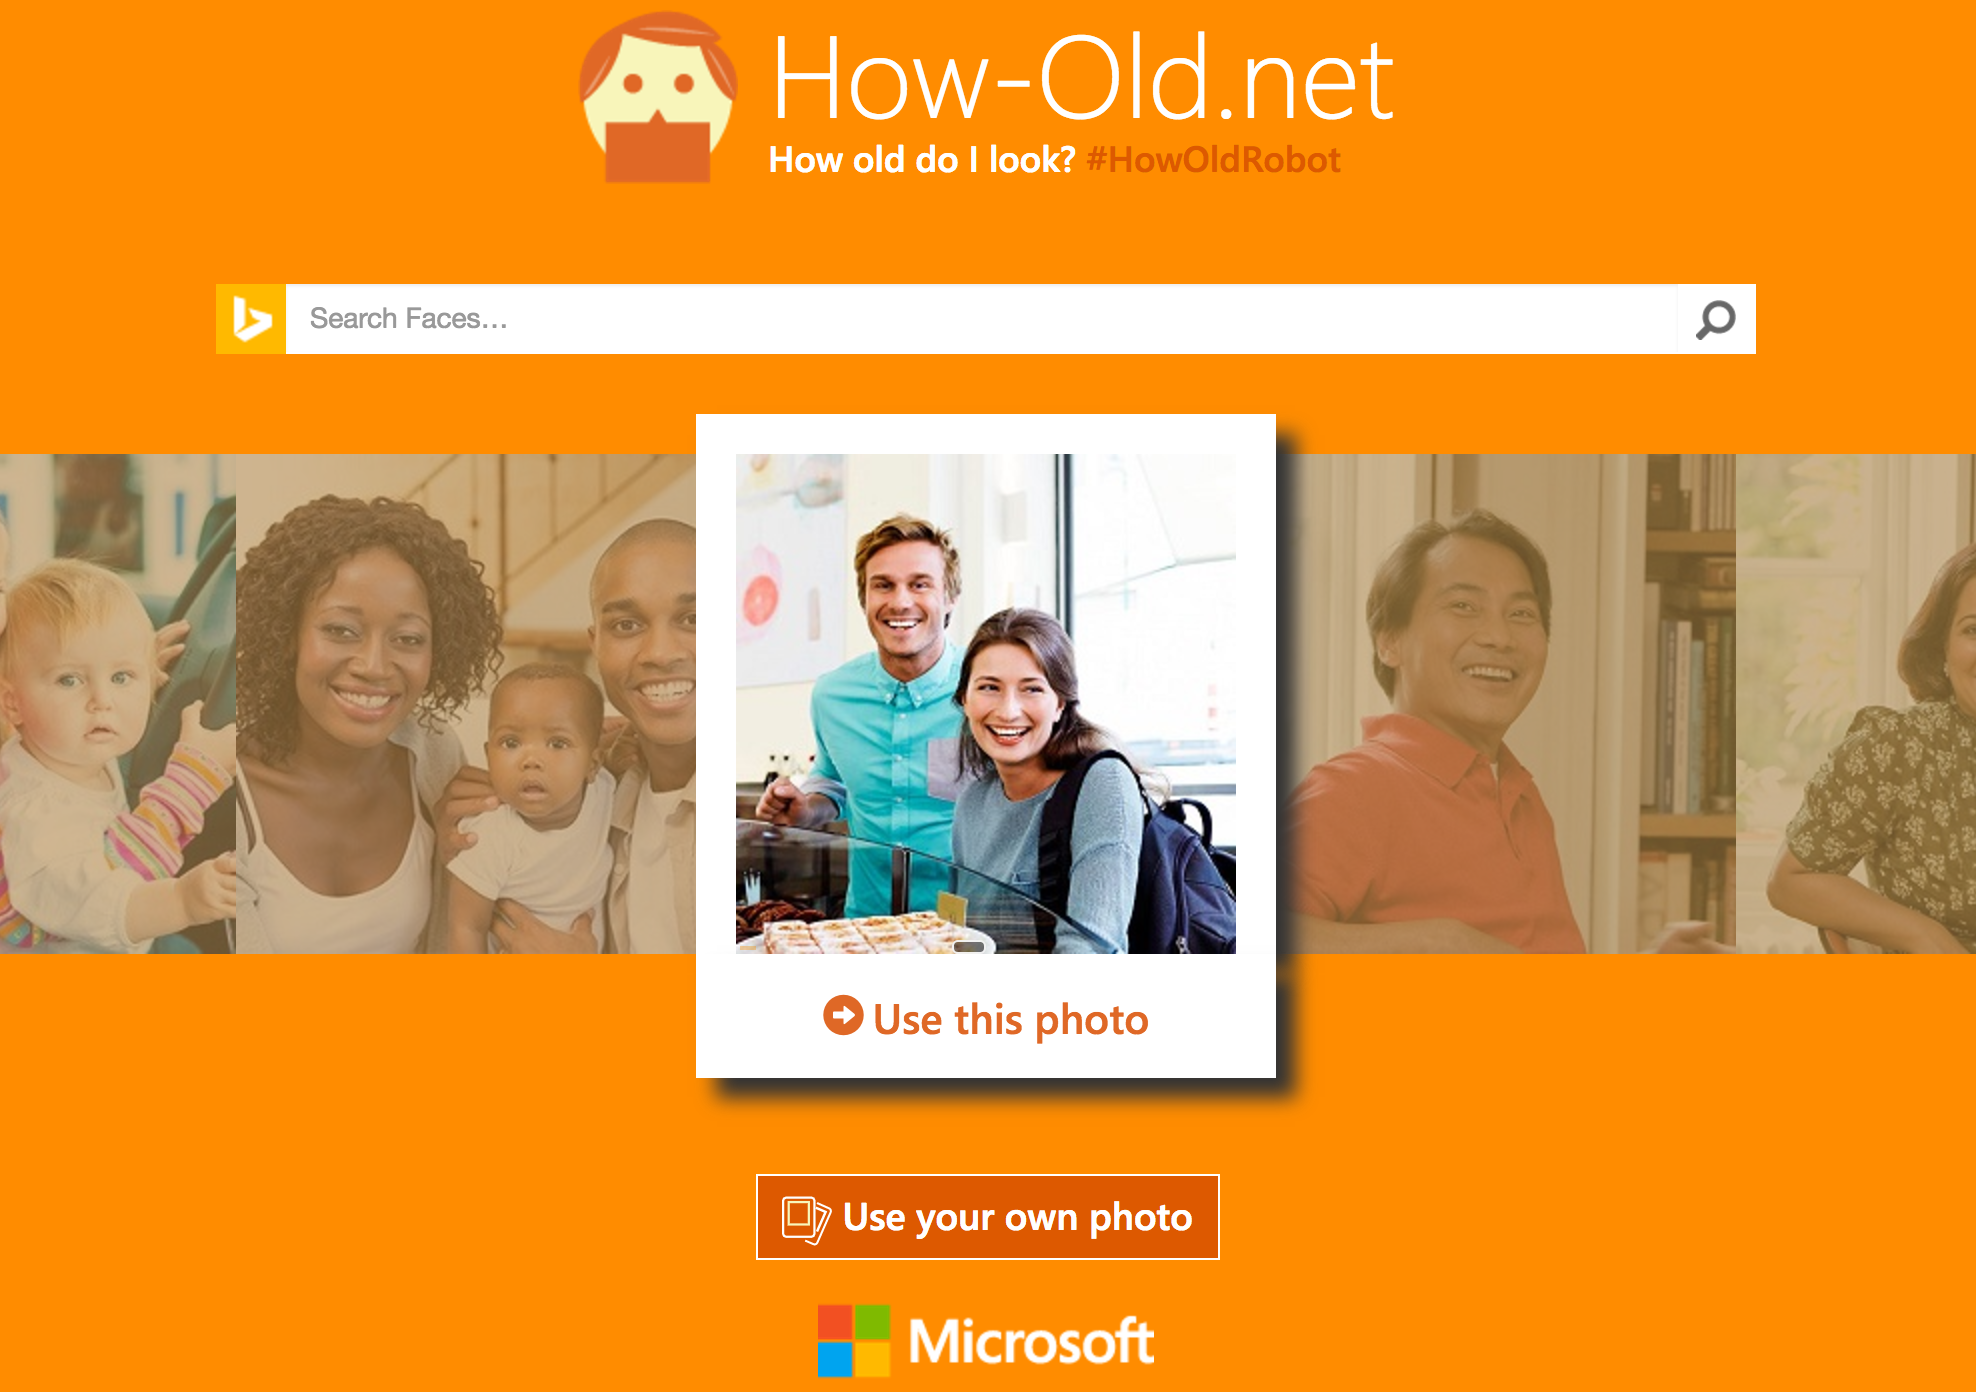 How-Old.net
How old do I look? #HowOldRobot
Search Faces...
Use this photo
Use your own photo
Microsoft